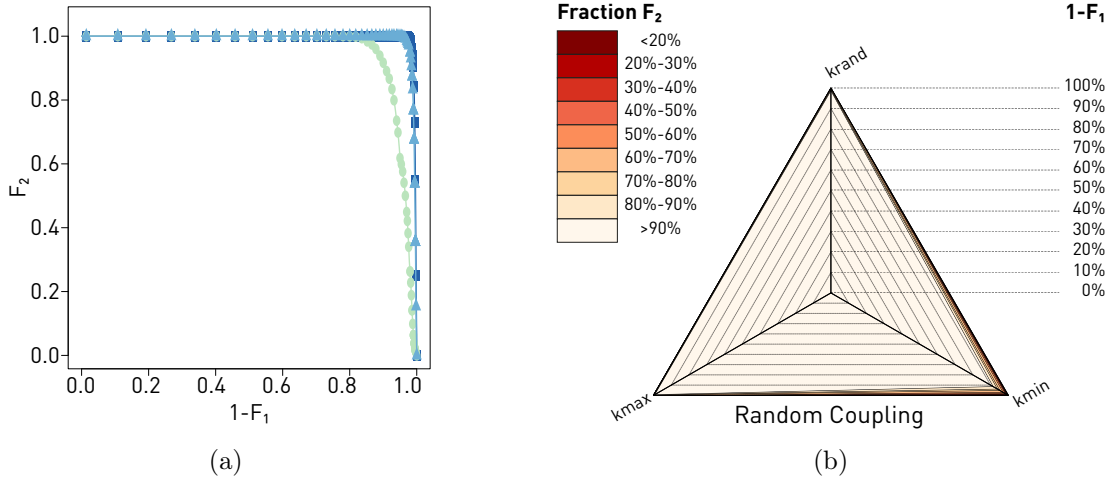 F₂
1.0
0.8
0.6
0.4
0.2
0.0
0.0 0.2 0.4 0.6 0.8 1.0
1-F₁
(a)
Fraction F₂
<20%
20%-30%
30%-40%
40%-50%
50%-60%
60%-70%
70%-80%
80%-90%
>90%
1-F₁
100%
90%
80%
70%
60%
50%
40%
30%
20%
10%
0%
krand
kmax
kmin
Random Coupling
(b)